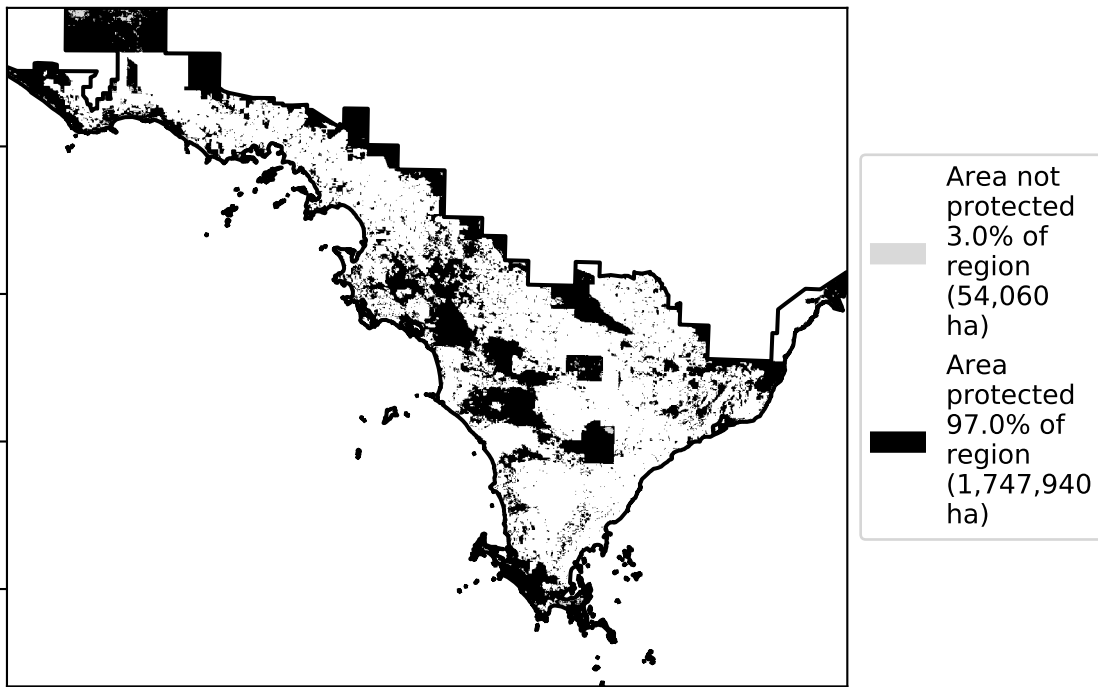 Area not
protected
3.0% of
region
(54,060
ha)
Area
protected
97.0% of
region
(1,747,940
ha)